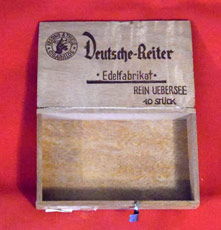 Deutsche-Reiter
· Edelfabrikat ·
REIN UEBERSEE
10 STÜCK